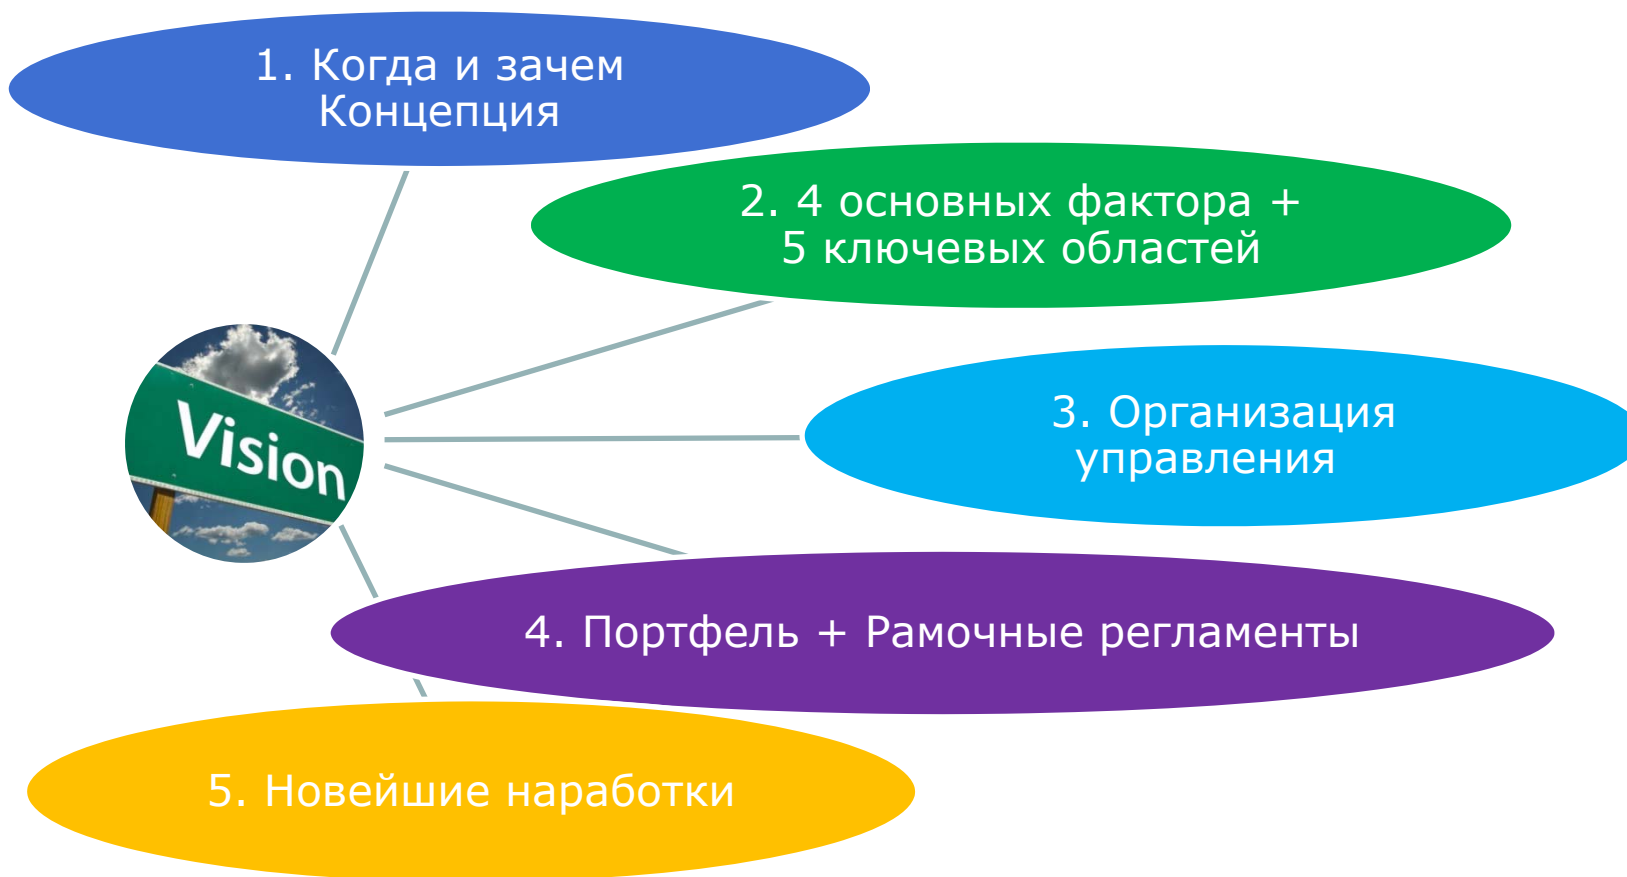 1. Когда и зачем
Концепция
2. 4 основных фактора +
5 ключевых областей
3. Организация
управления
Vision
4. Портфель + Рамочные регламенты
5. Новейшие наработки